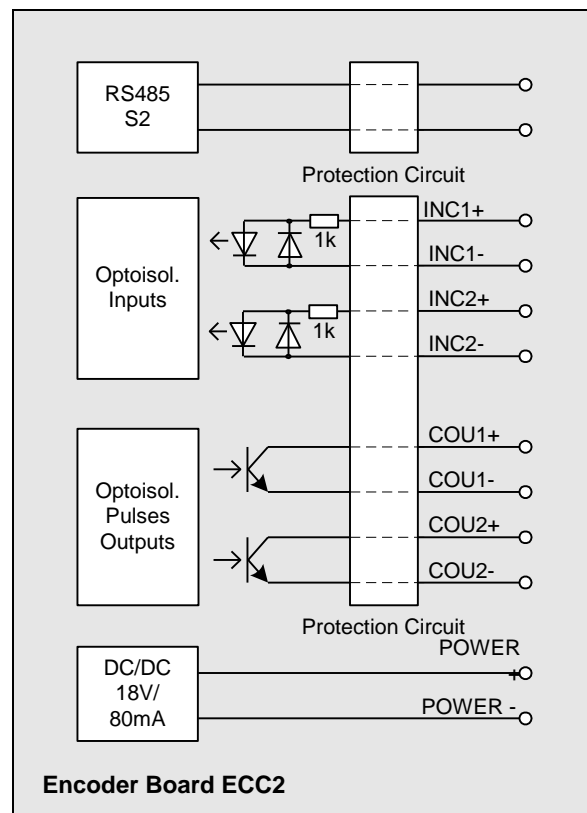 RS485
S2
Protection Circuit
INC1+
1k
INC1-
Optoisol.
Inputs
INC2+
1k
INC2-
COU1+
COU1-
Optoisol.
Pulses
Outputs
COU2+
COU2-
Protection Circuit
POWER
+
DC/DC
18V/
80mA
POWER -
Encoder Board ECC2